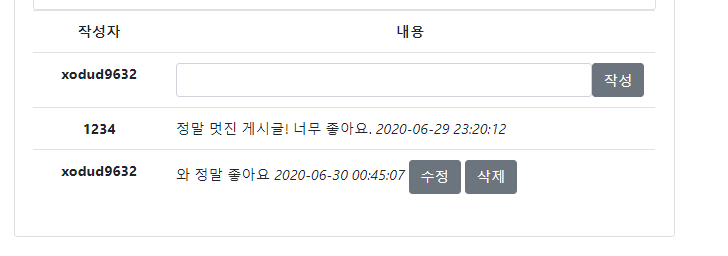 작성자 내용
xodud9632 작성
1234 정말 멋진 게시글! 너무 좋아요. 2020-06-29 23:20:12
xodud9632 와 정말 좋아요 2020-06-30 00:45:07 수정 삭제